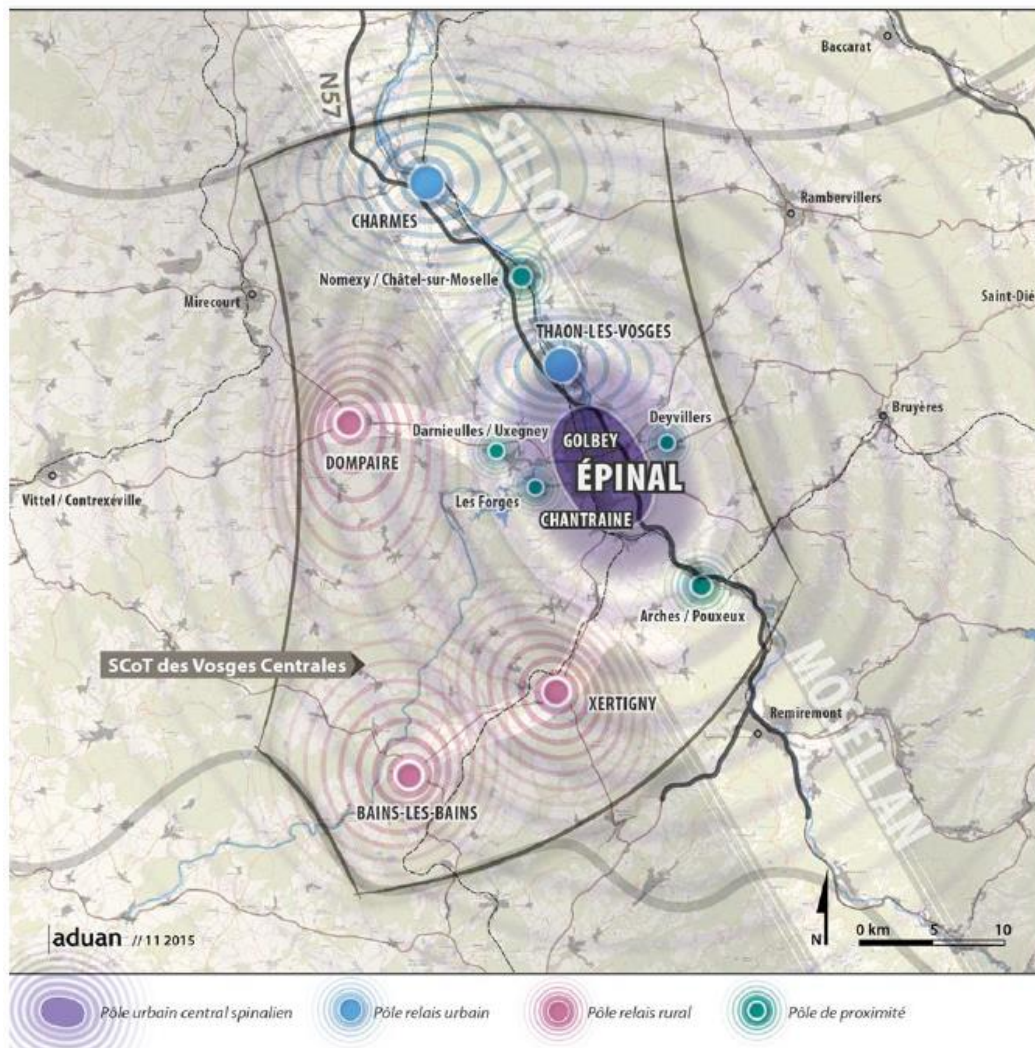 Baccarat
N57
SILLON
Rambervillers
CHARMES
Nomexy / Châtel-sur-Moselle
Mirecourt
Saint-Dié
THAON-LES-VOSGES
Bruyères
Deyvillers
Darnieulles / Uxegney
GOLBEY
DOMPAIRE
ÉPINAL
Vittel / Contrexéville
Les Forges
CHANTRAINE
Arches / Pouxeux
SCoT des Vosges Centrales
MOSELLAN
XERTIGNY
Remiremont
BAINS-LES-BAINS
aduan // 11 2015
N
0 km 5 10
Pôle urbain central spinalien
Pôle relais urbain
Pôle relais rural
Pôle de proximité